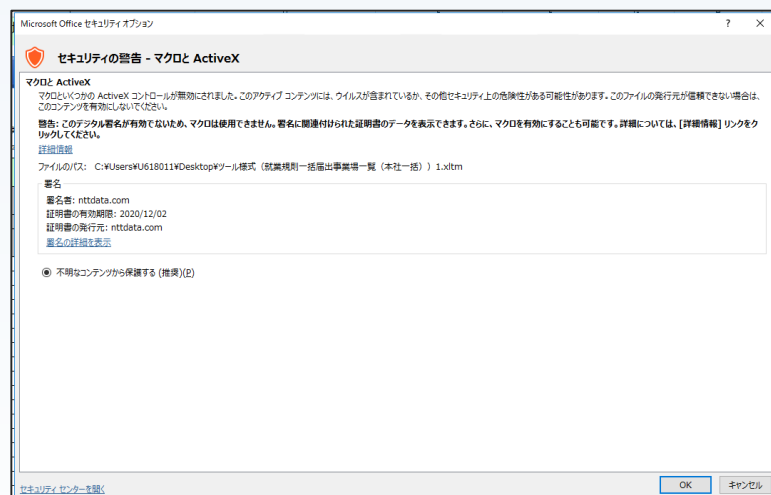 Microsoft Office セキュリティ オプション
? ×
セキュリティの警告 - マクロと ActiveX
マクロと ActiveX
マクロといくつかの ActiveX コントロールが無効にされました。このアクティブ コンテンツには、ウイルスが含まれているか、その他セキュリティ上の危険性がある可能性があります。このファイルの発行元が信頼できない場合は、
このコンテンツを有効にしないでください。
警告: このデジタル署名が有効でないため、マクロは使用できません。署名に関連付けられた証明書のデータを表示できます。さらに、マクロを有効にすることも可能です。詳細については、[詳細情報] リンクをク
リックしてください。
詳細情報
ファイルのパス: C:¥Users¥U618011¥Desktop¥ツール様式（就業規則一括届出事業場一覧（本社一括））1.xltm
署名
署名者: nttdata.com
証明書の有効期限: 2020/12/02
証明書の発行元: nttdata.com
署名の詳細を表示
不明なコンテンツから保護する (推奨)(P)
セキュリティ センターを開く
OK
キャンセル